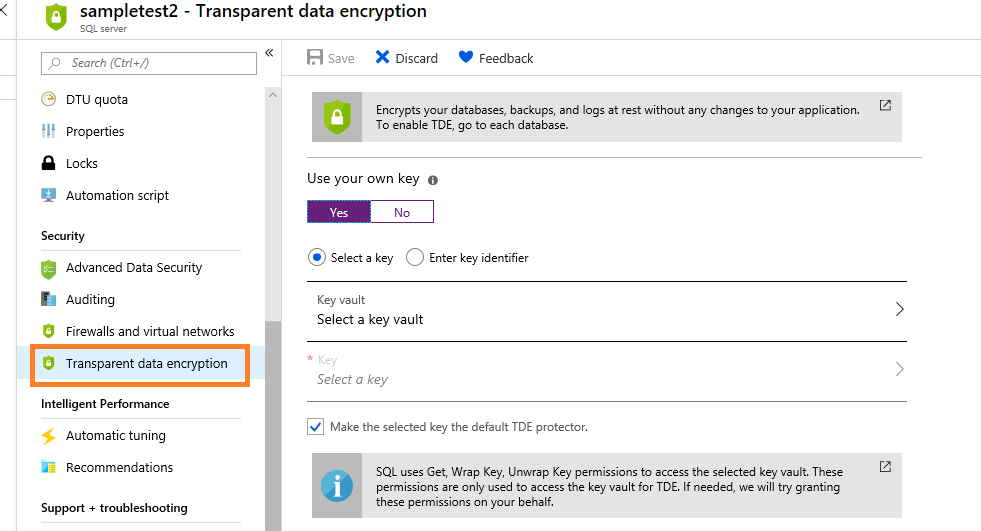 sampletest2 - Transparent data encryption
SQL server
Search (Ctrl+/)
DTU quota
Properties
Locks
Automation script
Security
Advanced Data Security
Auditing
Firewalls and virtual networks
Transparent data encryption
Intelligent Performance
Automatic tuning
Recommendations
Support + troubleshooting
Save Discard Feedback
Encrypts your databases, backups, and logs at rest without any changes to your application.
To enable TDE, go to each database.
Use your own key
Yes No
Select a key Enter key identifier
Key vault
Select a key vault
* Key
Select a key
Make the selected key the default TDE protector.
SQL uses Get, Wrap Key, Unwrap Key permissions to access the selected key vault. These
permissions are only used to access the key vault for TDE. If needed, we will try granting
these permissions on your behalf.